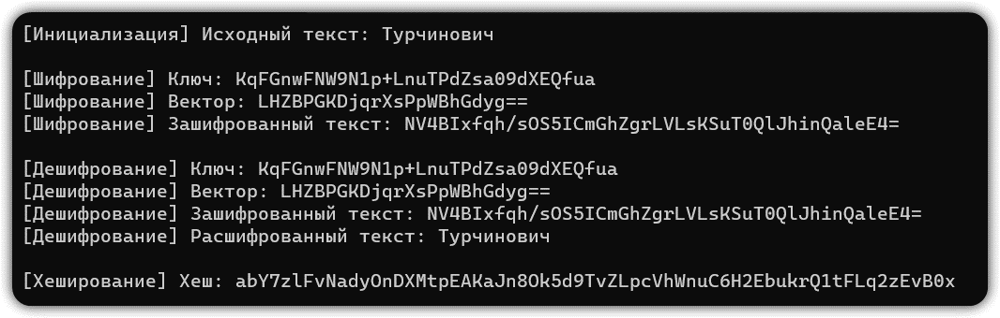 [Инициализация] Исходный текст: Турчинович
[Шифрование] Ключ: KqFGnwFNW9N1p+LnuTPdZsa09dXEQfua
[Шифрование] Вектор: LHZBPGKDjqrXsPpWBhGdyg==
[Шифрование] Зашифрованный текст: NV4BIxfqh/sOS5ICmGhZgrLVLsKSuT0QlJhinQaleE4=
[Дешифрование] Ключ: KqFGnwFNW9N1p+LnuTPdZsa09dXEQfua
[Дешифрование] Вектор: LHZBPGKDjqrXsPpWBhGdyg==
[Дешифрование] Зашифрованный текст: NV4BIxfqh/sOS5ICmGhZgrLVLsKSuT0QlJhinQaleE4=
[Дешифрование] Расшифрованный текст: Турчинович
[Хеширование] Хеш: abY7zlFvNadyOnDXMtpEAKaJn8Ok5d9TvZLpcVhWnuC6H2EbukrQ1tFLq2zEvB0x